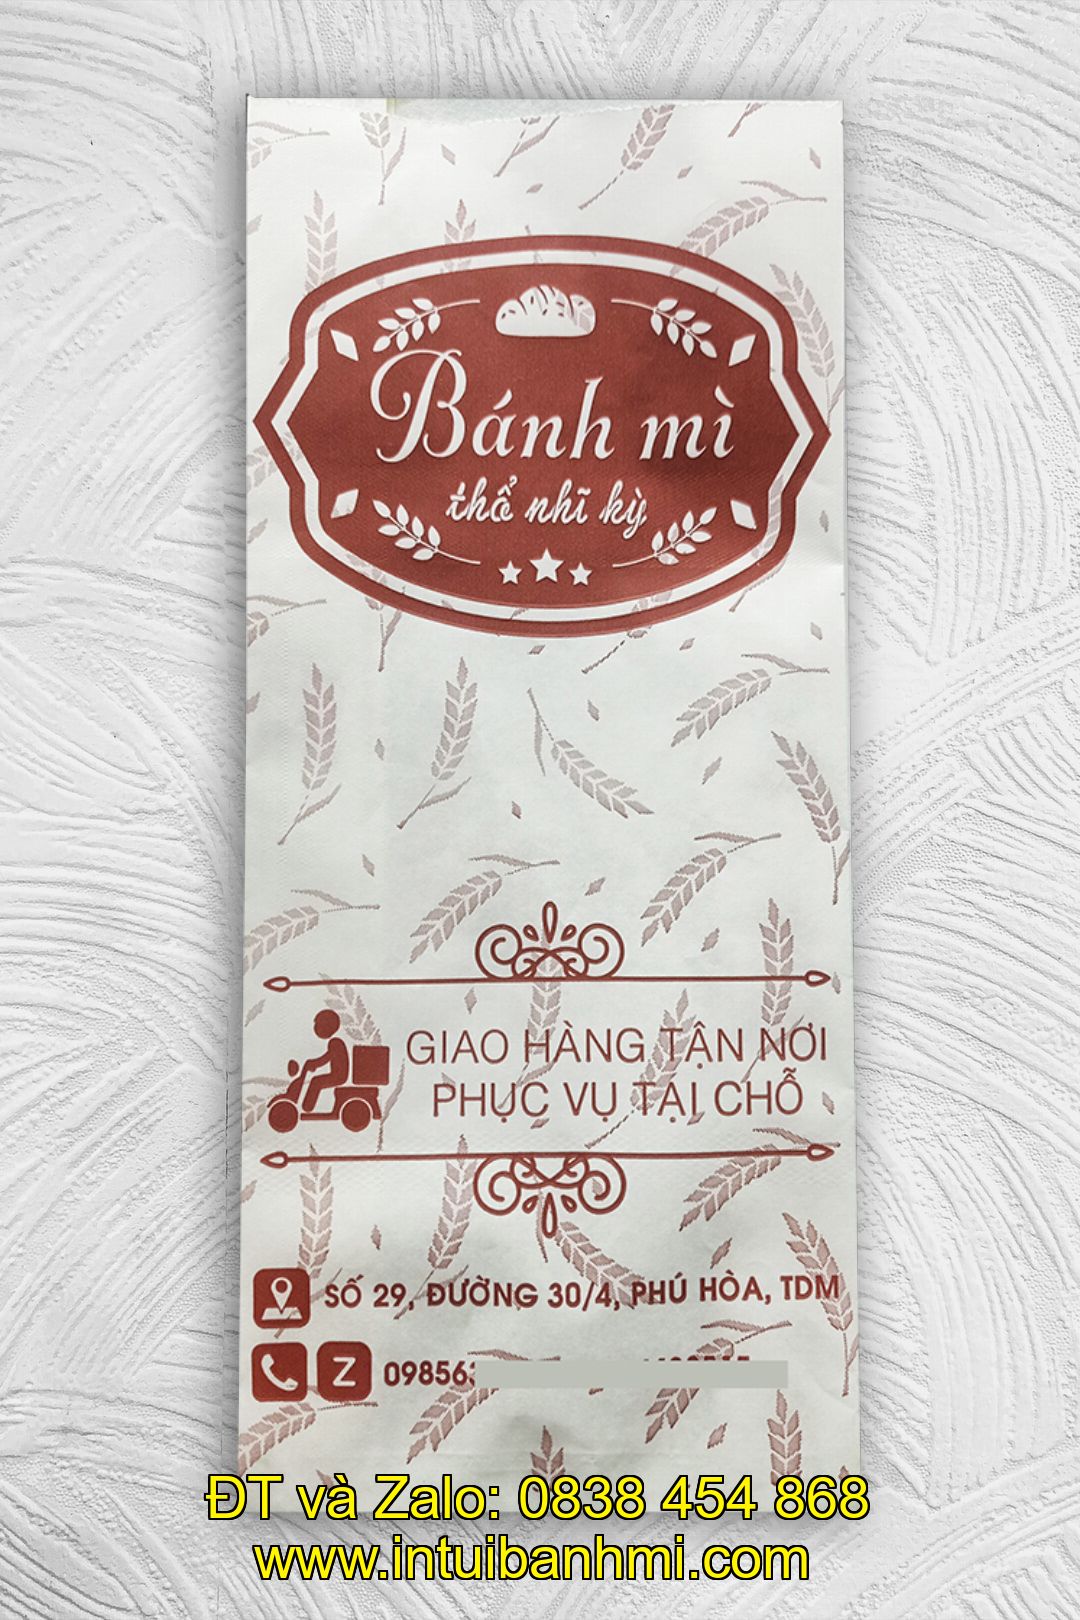 Bánh mì
thổ nhĩ kỳ
GIAO HÀNG TẬN NƠI
PHỤC VỤ TẠI CHỖ
SỐ 29, ĐƯỜNG 30/4, PHÚ HÒA, TDM
Z 09856
ĐT và Zalo: 0838 454 868
www.intuibanhmi.com